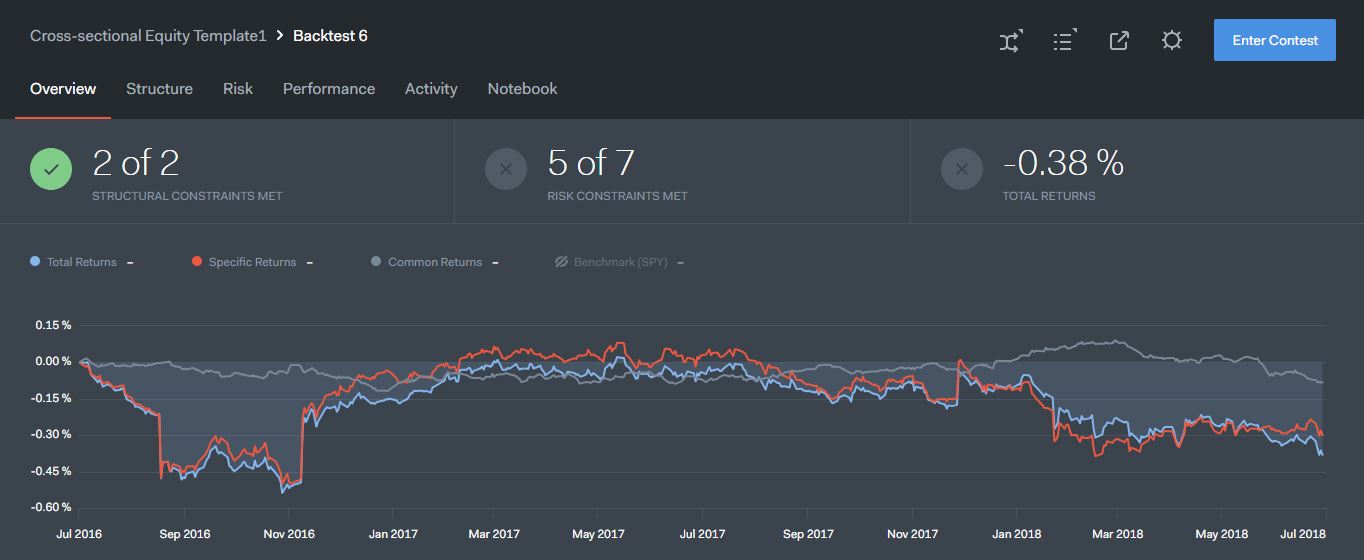 Cross-sectional Equity Template1 > Backtest 6
Enter Contest
Overview Structure Risk Performance Activity Notebook
2 of 2 5 of 7 -0.38 %
STRUCTURAL CONSTRAINTS MET RISK CONSTRAINTS MET TOTAL RETURNS
Total Returns – Specific Returns – Common Returns – Benchmark (SPY) –
0.15 %
0.00 %
-0.15 %
-0.30 %
-0.45 %
-0.60 %
Jul 2016 Sep 2016 Nov 2016 Jan 2017 Mar 2017 May 2017 Jul 2017 Sep 2017 Nov 2017 Jan 2018 Mar 2018 May 2018 Jul 2018